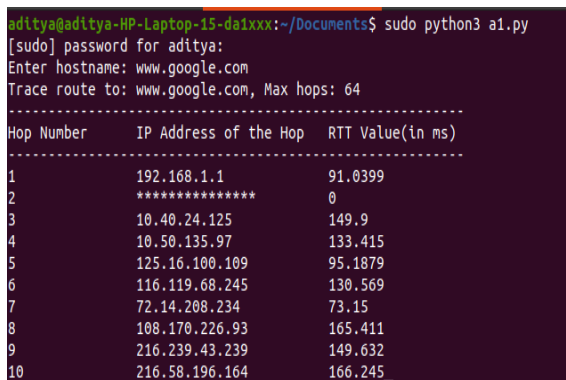 aditya@aditya-HP-Laptop-15-da1xxx:~/Documents$ sudo python3 a1.py
[sudo] password for aditya:
Enter hostname: www.google.com
Trace route to: www.google.com, Max hops: 64
---------------------------------------------------------
Hop Number IP Address of the Hop RTT Value(in ms)
---------------------------------------------------------
1 192.168.1.1 91.0399
2 *************** 0
3 10.40.24.125 149.9
4 10.50.135.97 133.415
5 125.16.100.109 95.1879
6 116.119.68.245 130.569
7 72.14.208.234 73.15
8 108.170.226.93 165.411
9 216.239.43.239 149.632
10 216.58.196.164 166.245